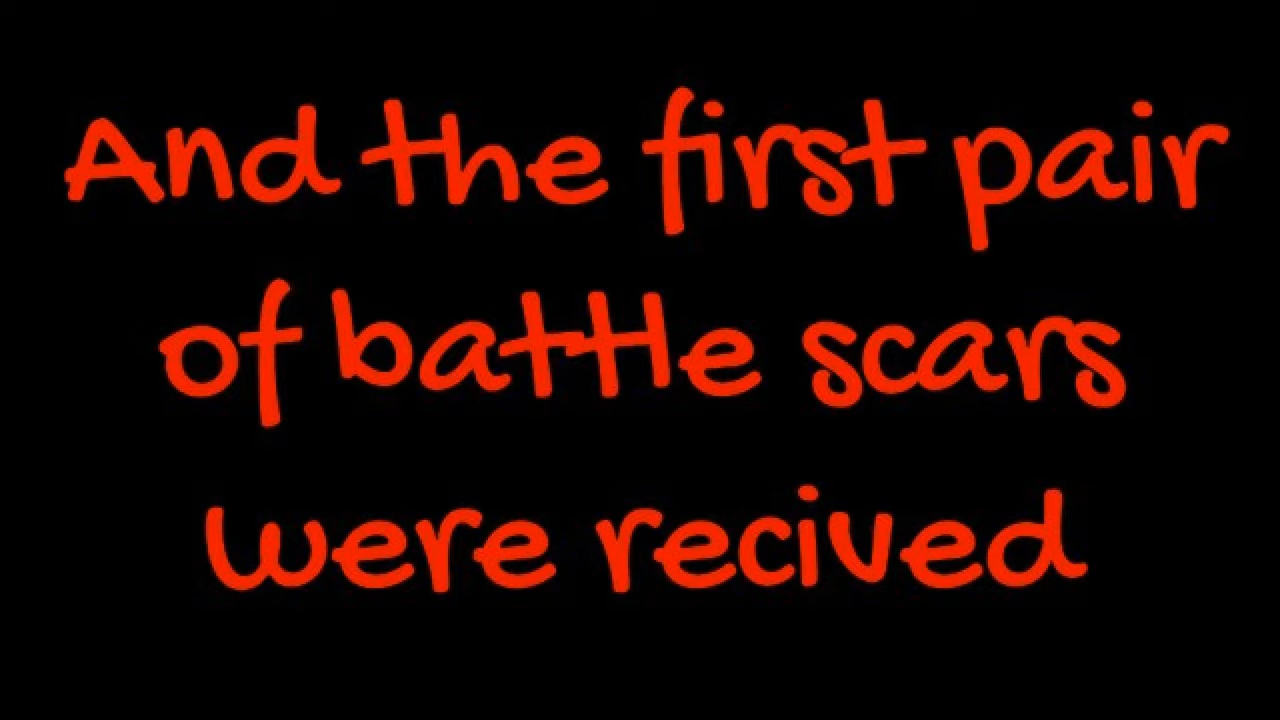 And the first pair
of battle scars
were recived